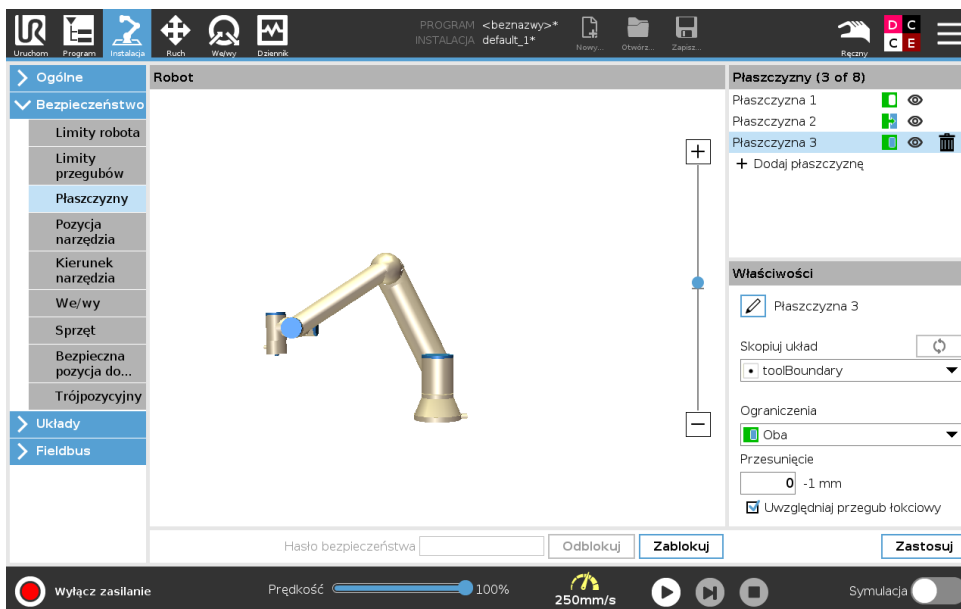 UR
PROGRAM <beznazwy>*
INSTALACJA default_1*
Uruchom
Program
Instalacja
Ruch
We/wy
Dziennik
Nowy...
Otwórz...
Zapisz...
Ręczny
D C
C E
Ogólne
Bezpieczeństwo
Limity robota
Limity
przegubów
Płaszczyzny
Pozycja
narzędzia
Kierunek
narzędzia
We/wy
Sprzęt
Bezpieczna
pozycja do...
Trójpozycyjny
Układy
Fieldbus
Robot
Płaszczyzny (3 of 8)
Płaszczyzna 1
Płaszczyzna 2
Płaszczyzna 3
+ Dodaj płaszczyznę
Właściwości
Płaszczyzna 3
Skopiuj układ
toolBoundary
Ograniczenia
Oba
Przesunięcie
0 -1 mm
Uwzględniaj przegub łokciowy
Hasło bezpieczeństwa
Odblokuj
Zablokuj
Zastosuj
Wyłącz zasilanie
Prędkość
100%
250mm/s
Symulacja